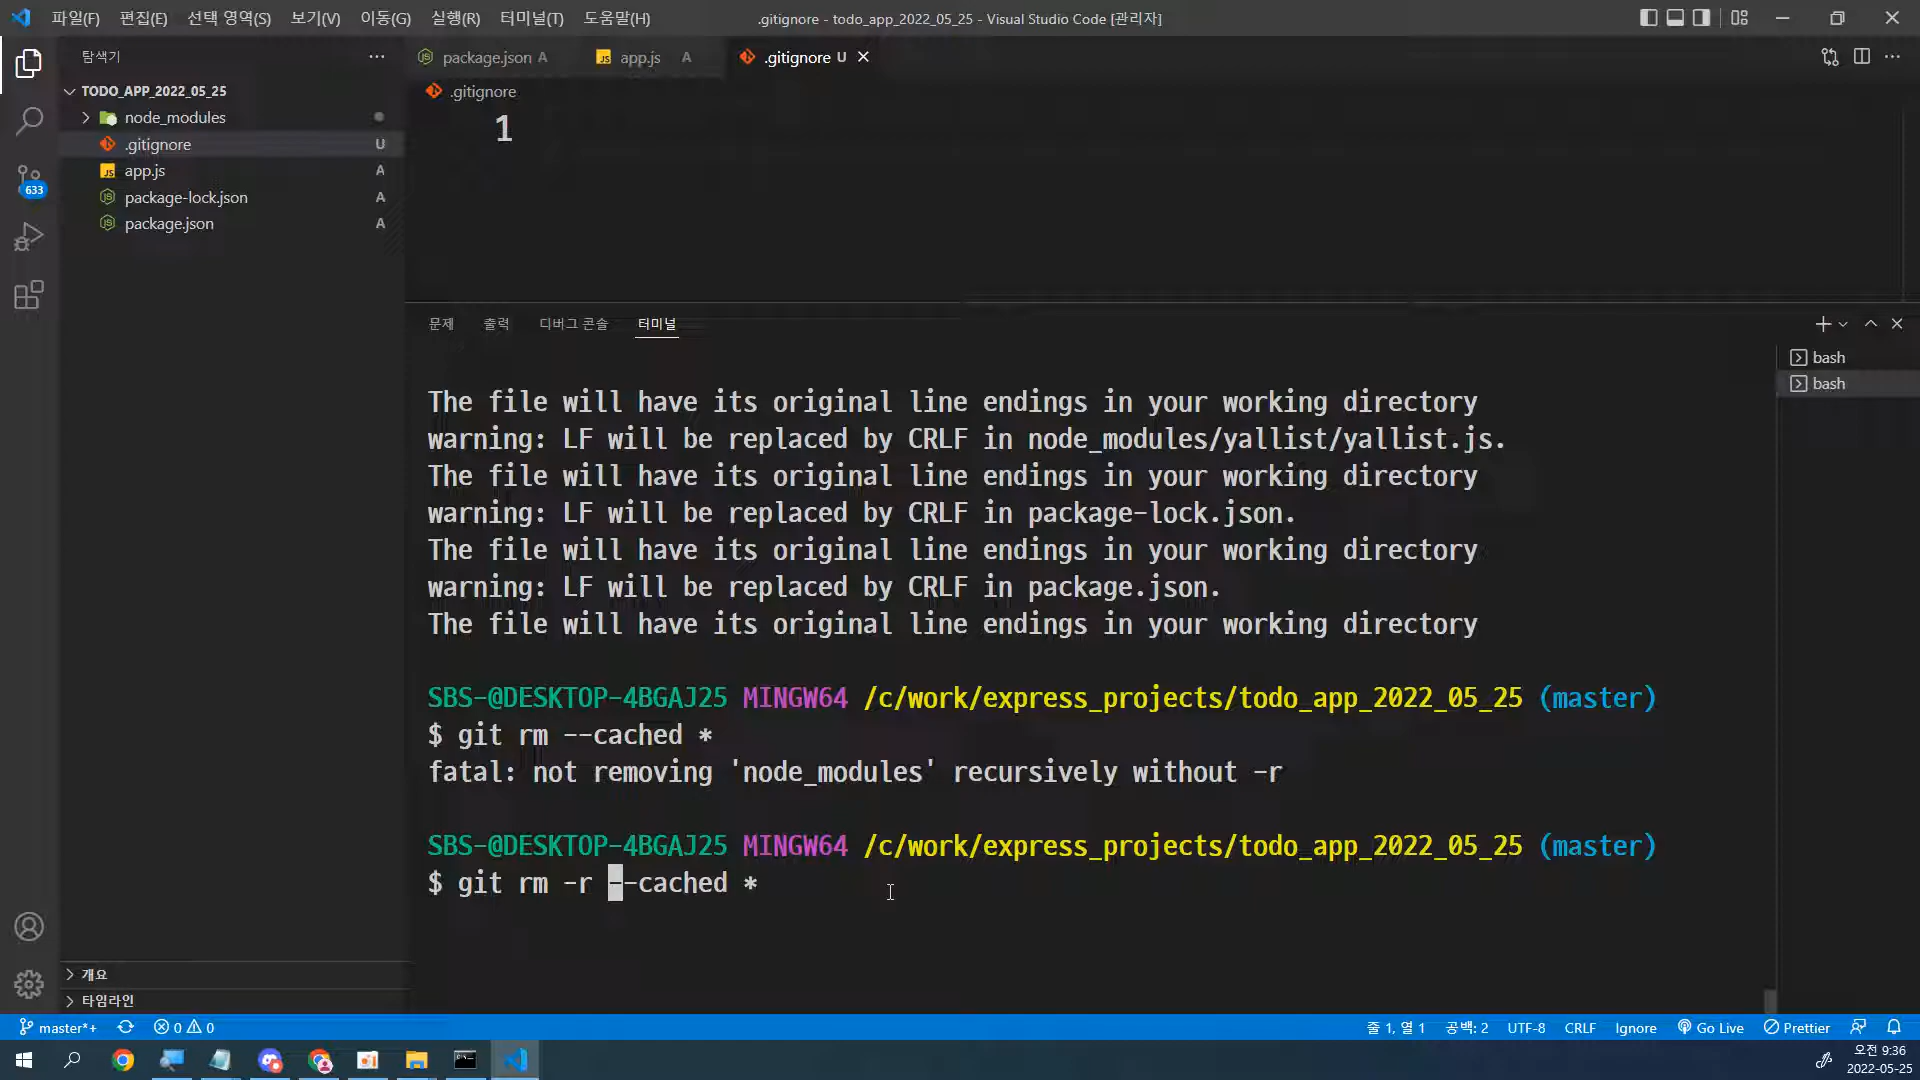 파일(F) 편집(E) 선택 영역(S) 보기(V) 이동(G) 실행(R) 터미널(T) 도움말(H)
.gitignore - todo_app_2022_05_25 - Visual Studio Code [관리자]
탐색기
package.json A
app.js A
.gitignore U
TODO_APP_2022_05_25
.gitignore
node_modules
1
.gitignore U
app.js A
633
package-lock.json A
package.json A
문제 출력 디버그 콘솔 터미널
bash
bash
The file will have its original line endings in your working directory
warning: LF will be replaced by CRLF in node_modules/yallist/yallist.js.
The file will have its original line endings in your working directory
warning: LF will be replaced by CRLF in package-lock.json.
The file will have its original line endings in your working directory
warning: LF will be replaced by CRLF in package.json.
The file will have its original line endings in your working directory
SBS-@DESKTOP-4BGAJ25 MINGW64 /c/work/express_projects/todo_app_2022_05_25 (master)
$ git rm --cached *
fatal: not removing 'node_modules' recursively without -r
SBS-@DESKTOP-4BGAJ25 MINGW64 /c/work/express_projects/todo_app_2022_05_25 (master)
$ git rm -r --cached *
개요
타임라인
master*+ 0 0
줄 1, 열 1 공백: 2 UTF-8 CRLF Ignore Go Live Prettier
오전 9:36
2022-05-25